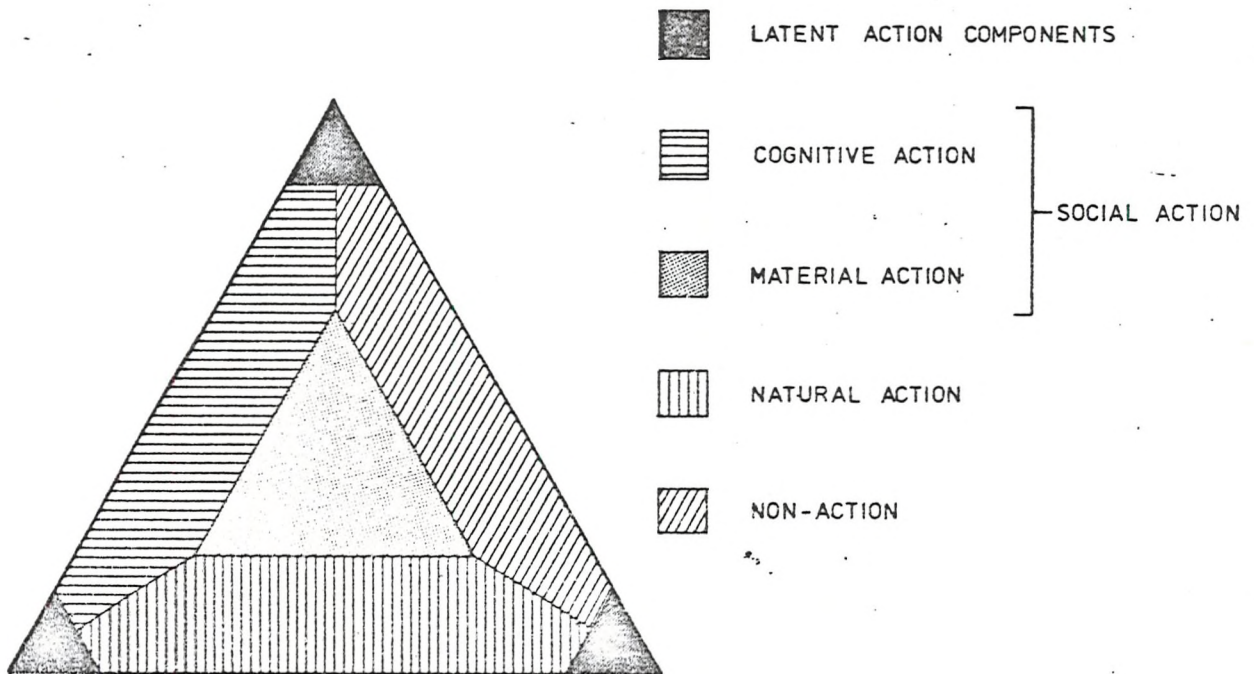 LATENT ACTION COMPONENTS
COGNITIVE ACTION
SOCIAL ACTION
MATERIAL ACTION
NATURAL ACTION
NON-ACTION